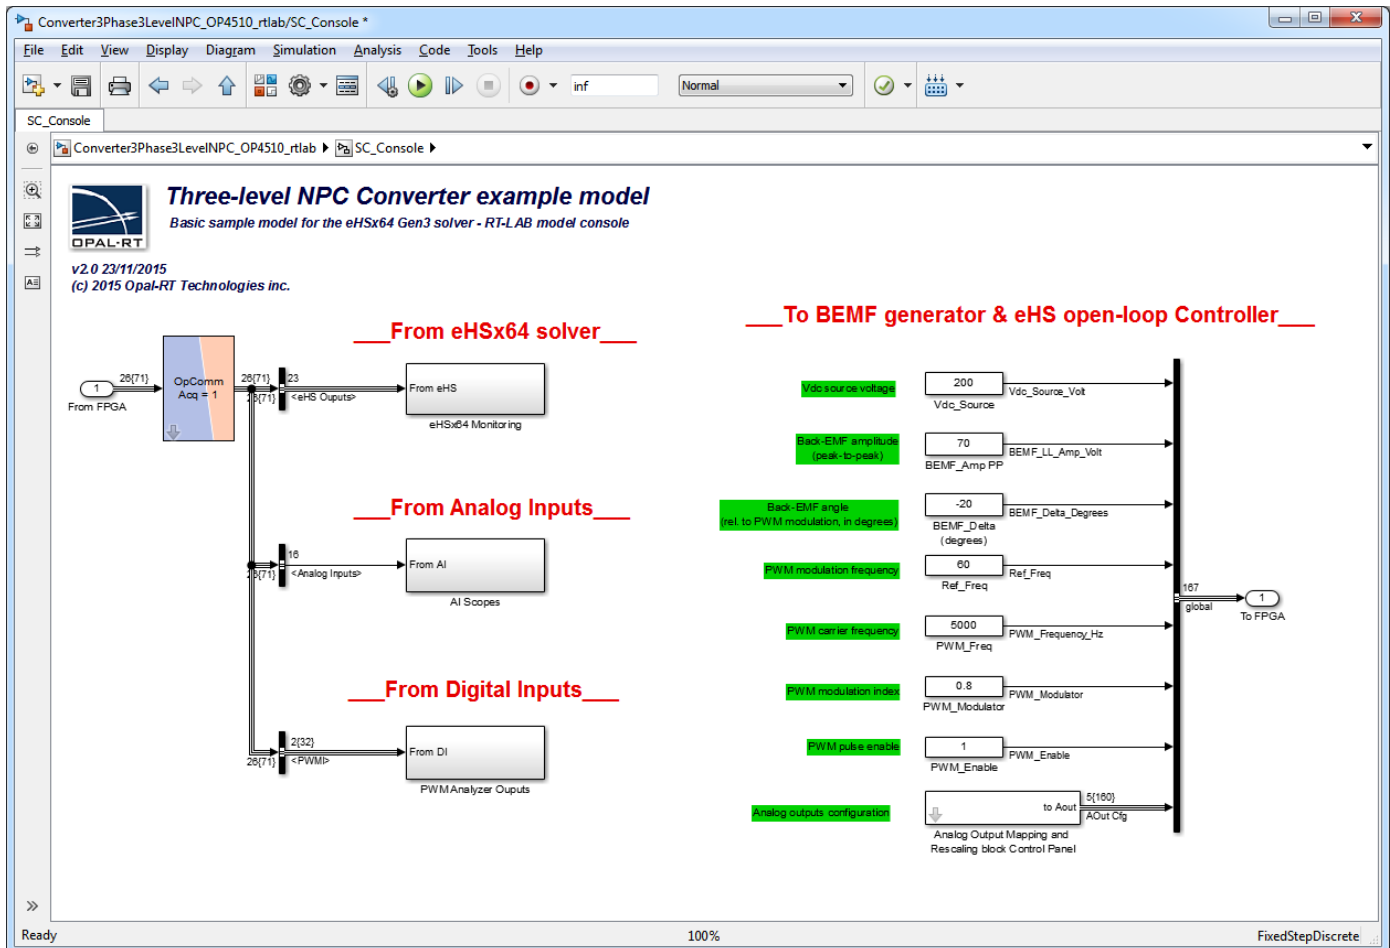 Converter3Phase3LevelNPC_OP4510_rtlab/SC_Console *
File Edit View Display Diagram Simulation Analysis Code Tools Help
inf
Normal
SC_Console
Converter3Phase3LevelNPC_OP4510_rtlab SC_Console
OPAL-RT
Three-level NPC Converter example model
Basic sample model for the eHSx64 Gen3 solver - RT-LAB model console
v2.0 23/11/2015
(c) 2015 Opal-RT Technologies inc.
___From eHSx64 solver___
1
From FPGA
26{71}
OpComm
Acq = 1
26{71}
26{71}
23
<eHS Ouputs>
From eHS
eHSx64 Monitoring
___From Analog Inputs___
26{71}
16
<Analog Inputs>
From AI
AI Scopes
___From Digital Inputs___
26{71}
2{32}
<PWMI>
From DI
PWM Analyzer Ouputs
___To BEMF generator & eHS open-loop Controller___
Vdc source voltage
200
Vdc_Source
Vdc_Source_Volt
Back-EMF amplitude
(peak-to-peak)
70
BEMF_Amp PP
BEMF_LL_Amp_Volt
Back-EMF angle
(rel. to PWM modulation, in degrees)
-20
BEMF_Delta
(degrees)
BEMF_Delta_Degrees
PWM modulation frequency
60
Ref_Freq
Ref_Freq
PWM carrier frequency
5000
PWM_Freq
PWM_Frequency_Hz
PWM modulation index
0.8
PWM_Modulator
PWM_Modulator
PWM pulse enable
1
PWM_Enable
PWM_Enable
Analog outputs configuration
to Aout
Analog Output Mapping and
Rescaling block Control Panel
5{160}
AOut Cfg
167
global
1
To FPGA
Ready
100%
FixedStepDiscrete